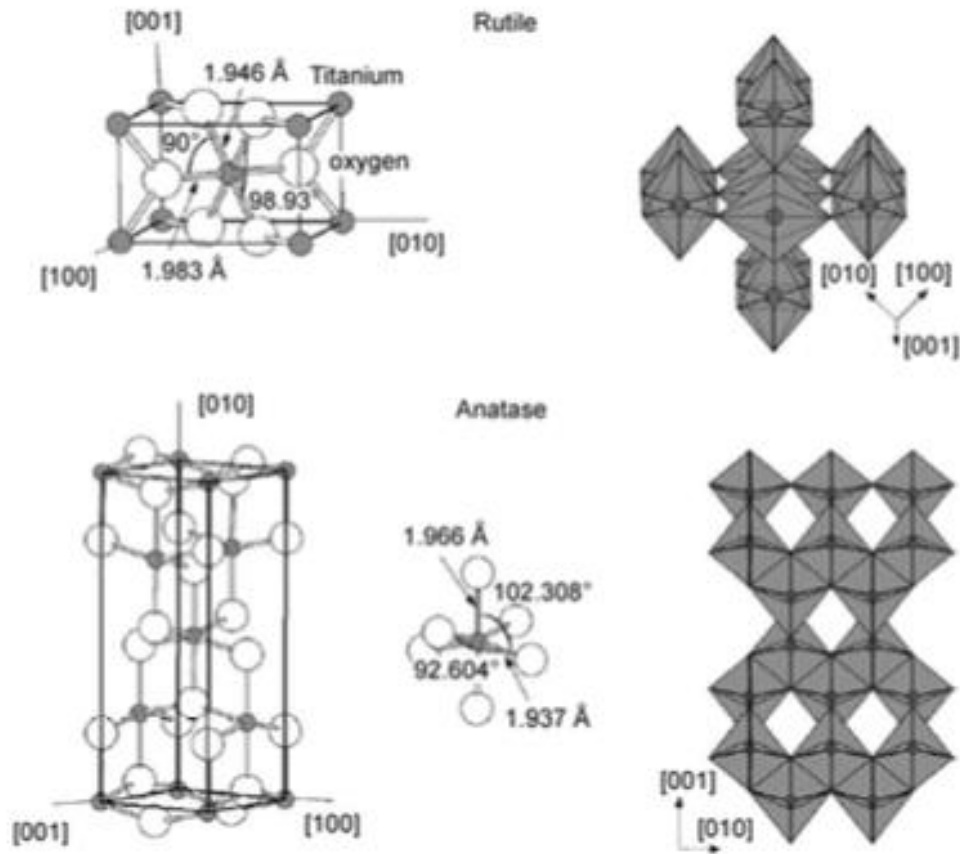 Rutile
[001]
1.946 Å
Titanium
90°
oxygen
98.93°
[010]
[100]
1.983 Å
[010]
[100]
[001]
Anatase
[010]
1.966 Å
102.308°
92.604°
1.937 Å
[001]
[100]
[001]
[010]